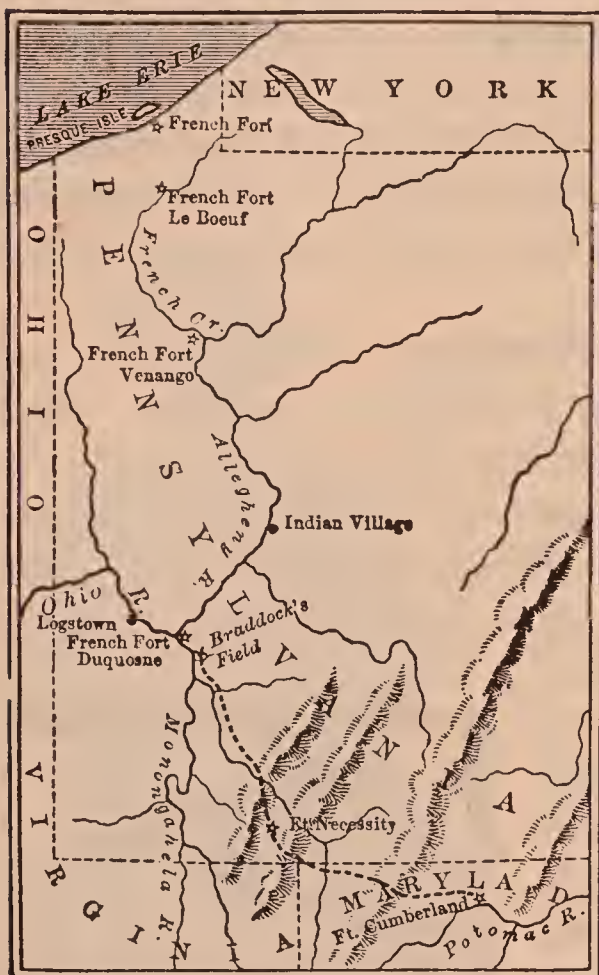 LAKE ERIE
PRESQUE-ISLE
NEW YORK
French Fort
French Fort
Le Boeuf
French Cr.
PENNSYLVANIA
OHIO
French Fort
Venango
Allegheny R.
Indian Village
Ohio R.
Logstown
French Fort
Duquosne
Braddock's
Field
Monongahela R.
Ft. Necessity
VIRGINIA
MARYLAD
Ft. Cumberland
Potomac R.